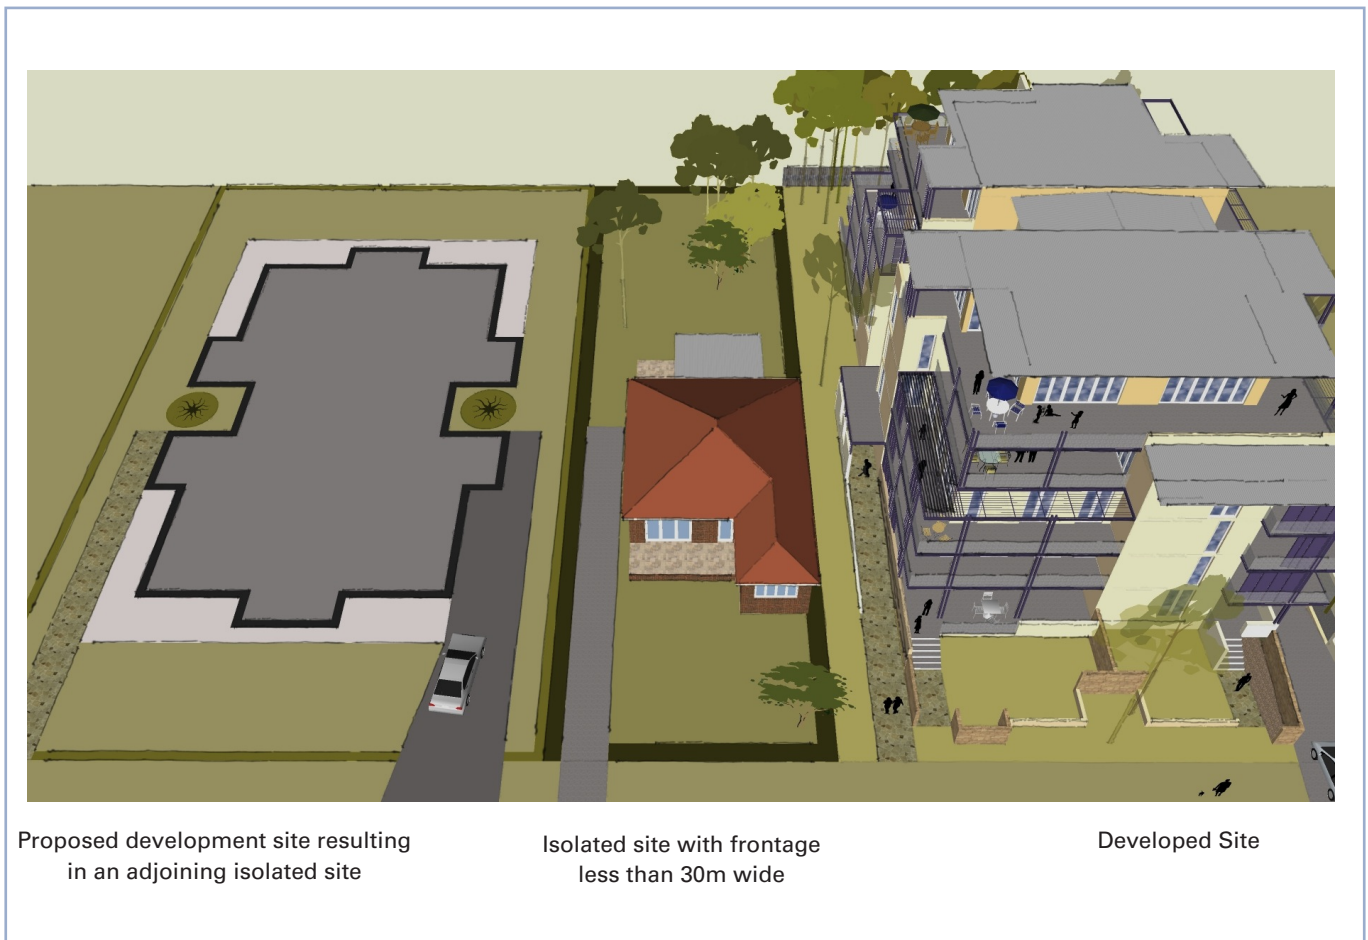 Proposed development site resulting
in an adjoining isolated site
Isolated site with frontage
less than 30m wide
Developed Site